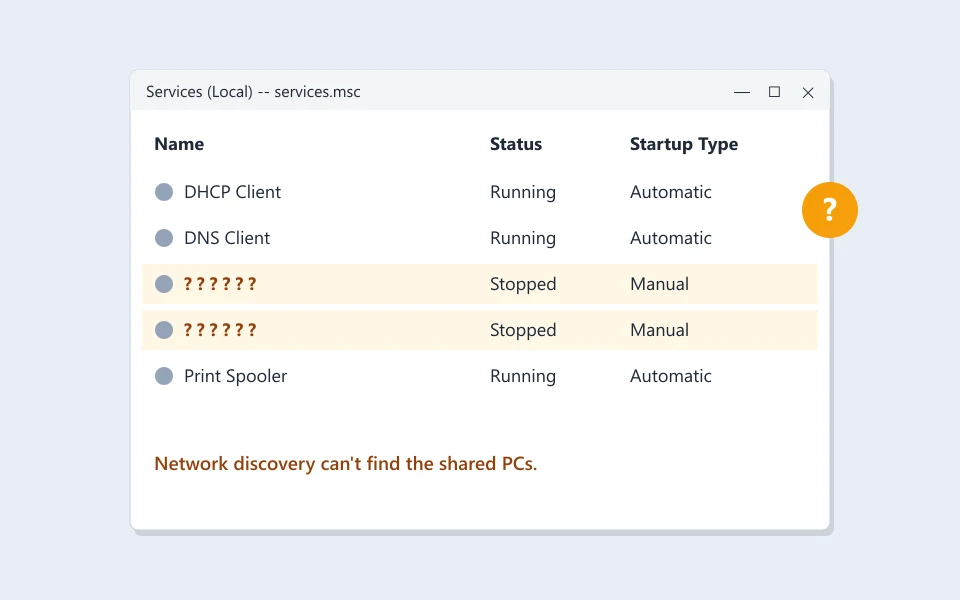 Services (Local) -- services.msc
Name Status Startup Type
DHCP Client Running Automatic
?
DNS Client Running Automatic
?????? Stopped Manual
?????? Stopped Manual
Print Spooler Running Automatic
Network discovery can't find the shared PCs.